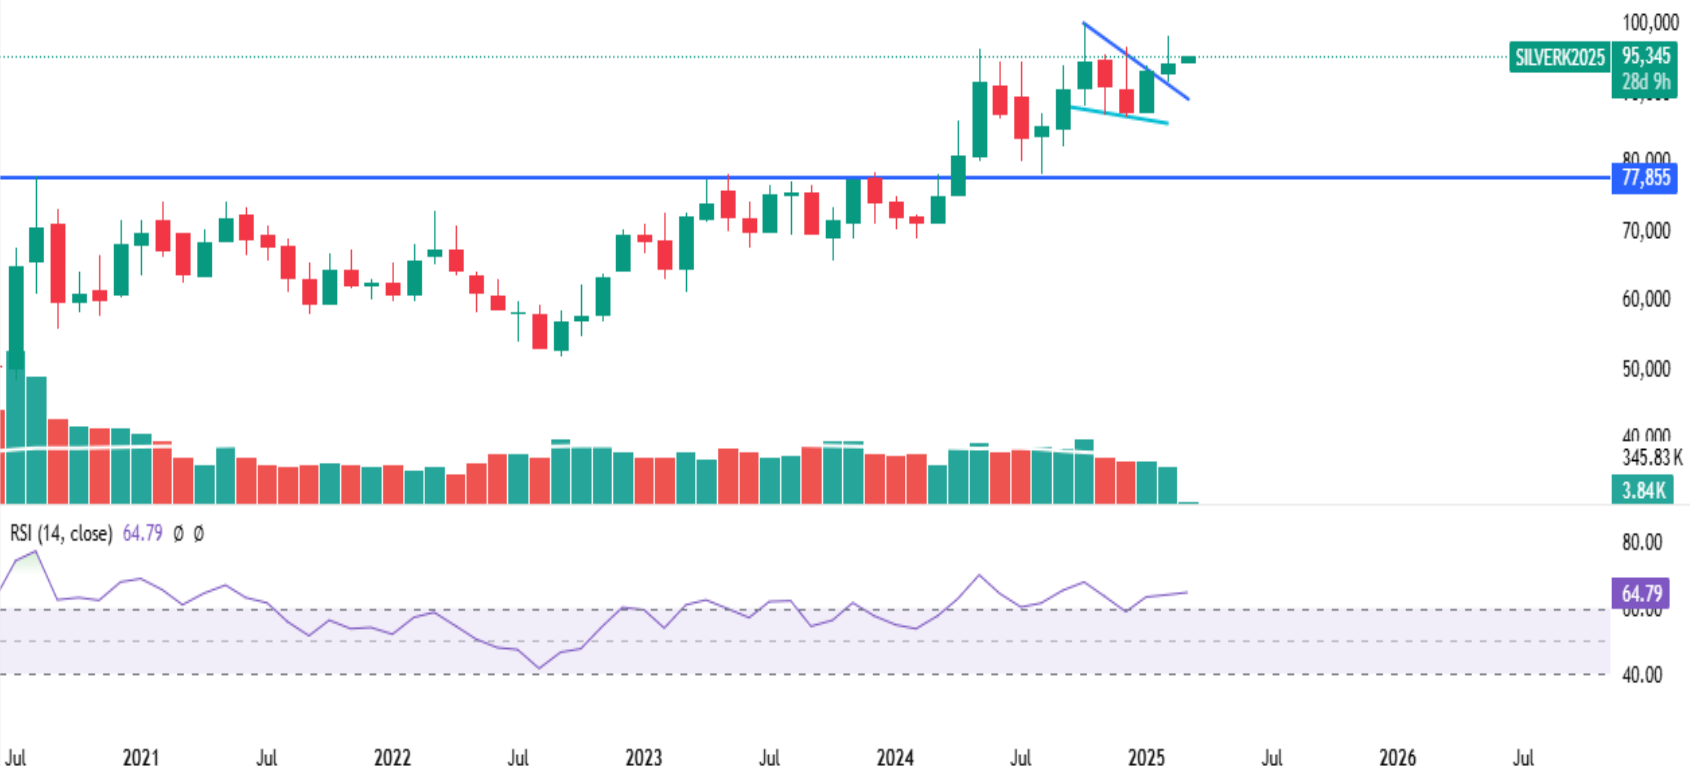 100,000
SILVERK2025 95,345
28d 9h
80,000
77,855
70,000
60,000
50,000
40,000
345.83 K
3.84K
RSI (14, close) 64.79 Ø Ø
80.00
64.79
60.00
40.00
Jul 2021 Jul 2022 Jul 2023 Jul 2024 Jul 2025 Jul 2026 Jul